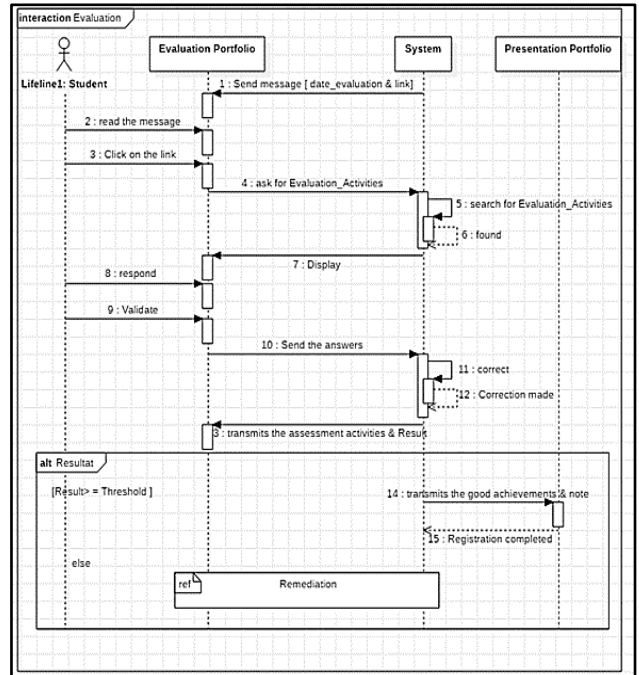 interaction Evaluation
Evaluation Portfolio
System
Presentation Portfolio
Lifeline1: Student
1 : Send message [ date_evaluation & link]
2 : read the message
3 : Click on the link
4 : ask for Evaluation_Activities
5 : search for Evaluation_Activities
6 : found
7 : Display
8 : respond
9 : Validate
10 : Send the answers
11 : correct
12 : Correction made
3 : transmits the assessment activities & Result
alt Resultat
[Result> = Threshold ]
14 : transmits the good achievements & note
15 : Registration completed
else
ref
Remediation